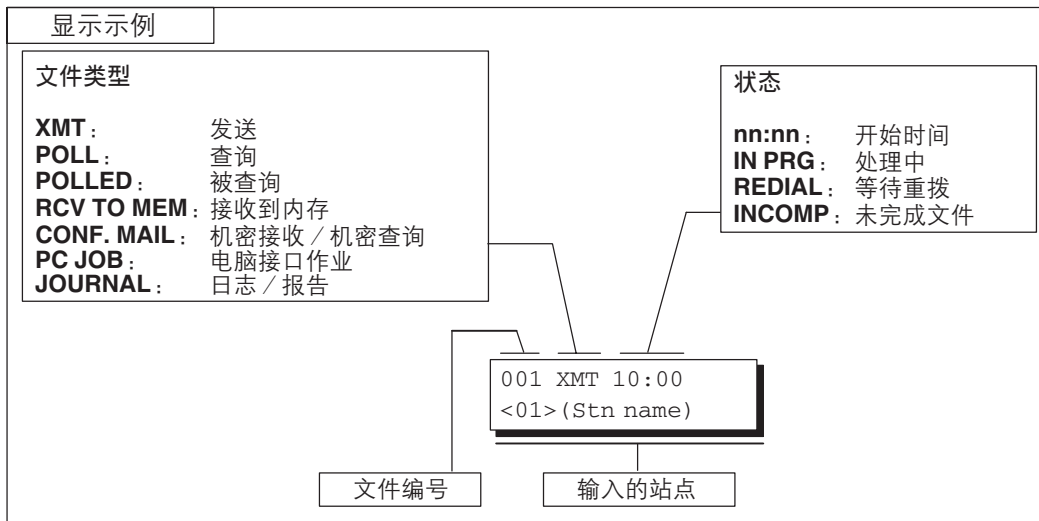 显示示例
文件类型
XMT： 发送
POLL： 查询
POLLED： 被查询
RCV TO MEM：接收到内存
CONF. MAIL： 机密接收／机密查询
PC JOB： 电脑接口作业
JOURNAL： 日志／报告
状态
nn:nn： 开始时间
IN PRG： 处理中
REDIAL： 等待重拨
INCOMP： 未完成文件
001 XMT 10:00
<01>(Stn name)
文件编号
输入的站点